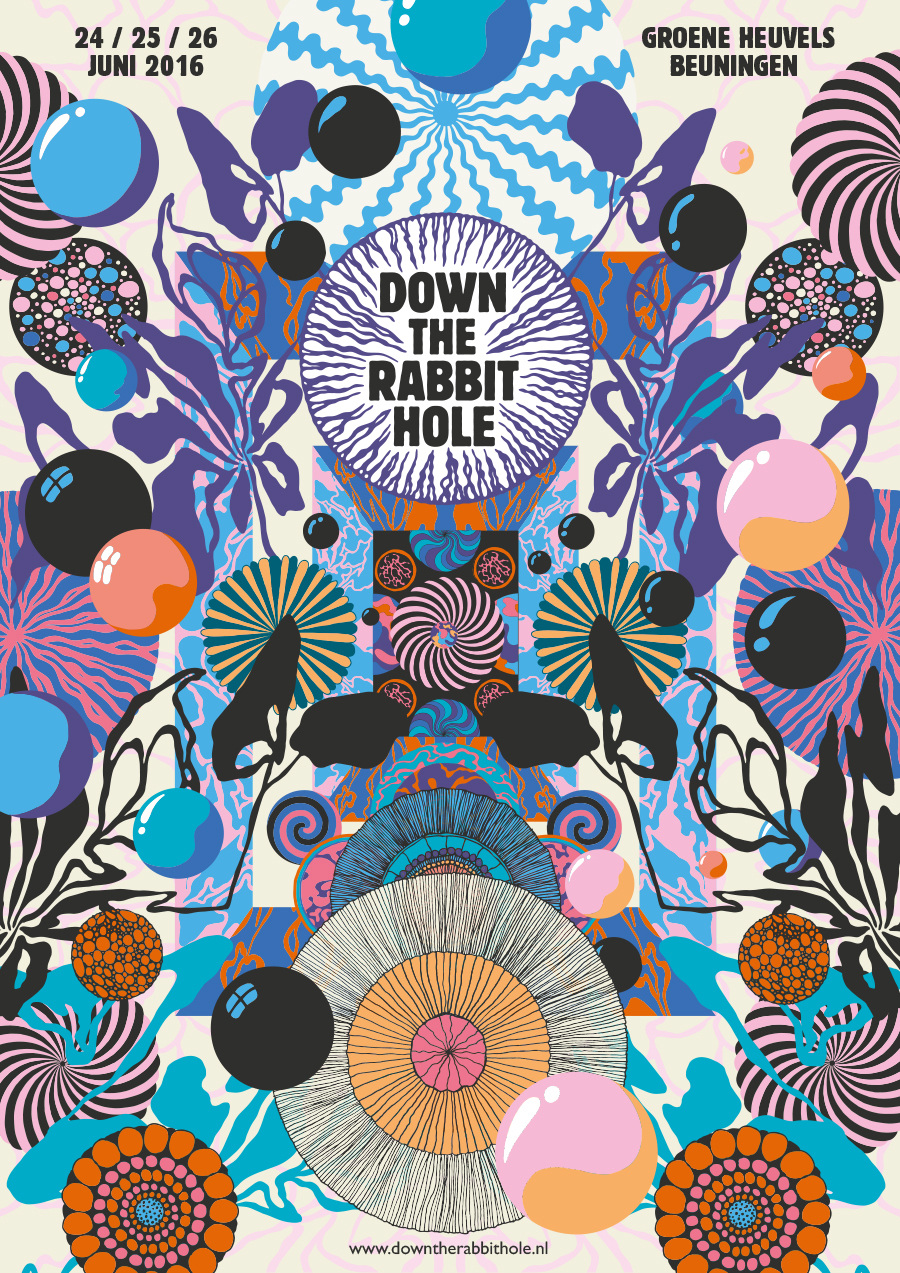 24 / 25 / 26
JUNI 2016
GROENE HEUVELS
BEUNINGEN
DOWN
THE
RABBIT
HOLE
www.downtherabbithole.nl